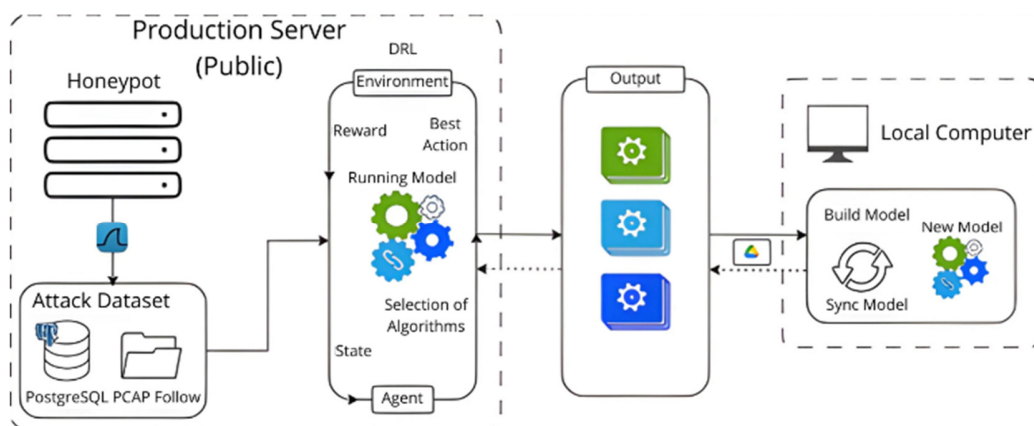 Production Server
(Public)
Honeypot
Attack Dataset
PostgreSQL
PCAP Follow
DRL
Environment
Reward
Best
Action
Running Model
Selection of
Algorithms
State
Agent
Output
Local Computer
Build Model
New Model
Sync Model